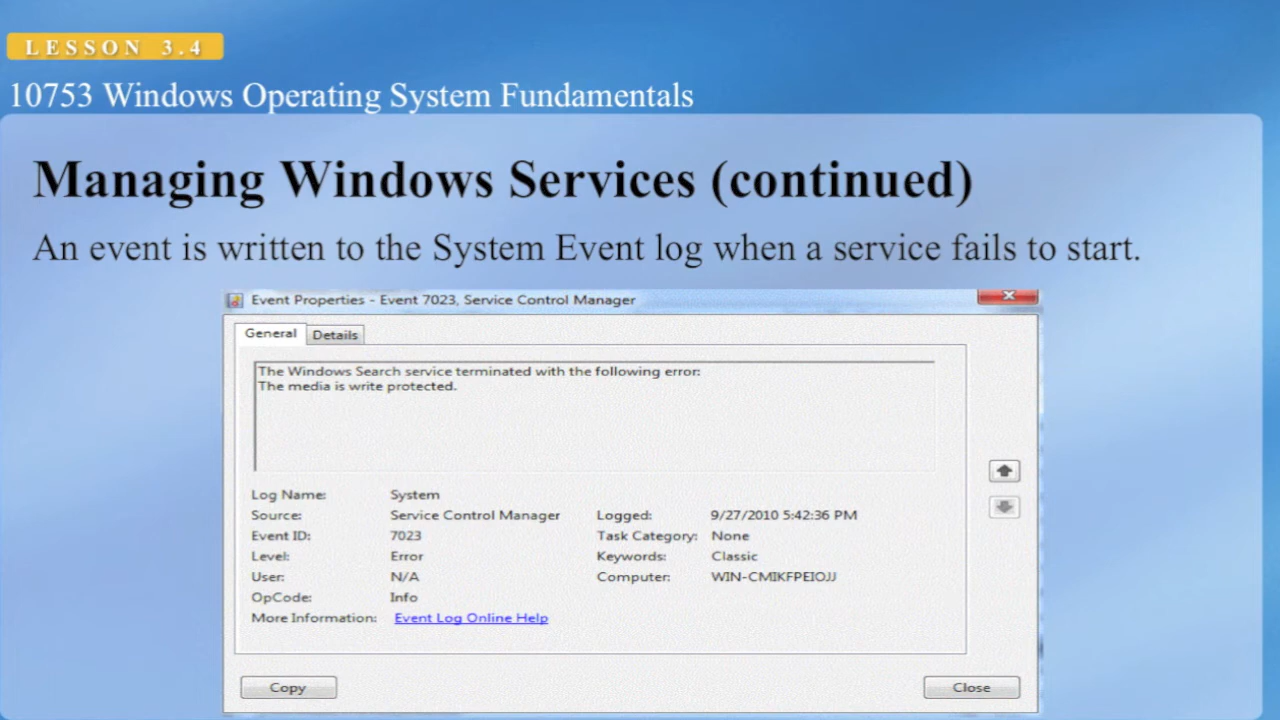 LESSON 3.4
10753 Windows Operating System Fundamentals
Managing Windows Services (continued)
An event is written to the System Event log when a service fails to start.
Event Properties - Event 7023, Service Control Manager
General Details
The Windows Search service terminated with the following error:
The media is write protected.
Log Name: System
Source: Service Control Manager Logged: 9/27/2010 5:42:36 PM
Event ID: 7023 Task Category: None
Level: Error Keywords: Classic
User: N/A Computer: WIN-CMIKFPEIOJJ
OpCode: Info
More Information: Event Log Online Help
Copy Close